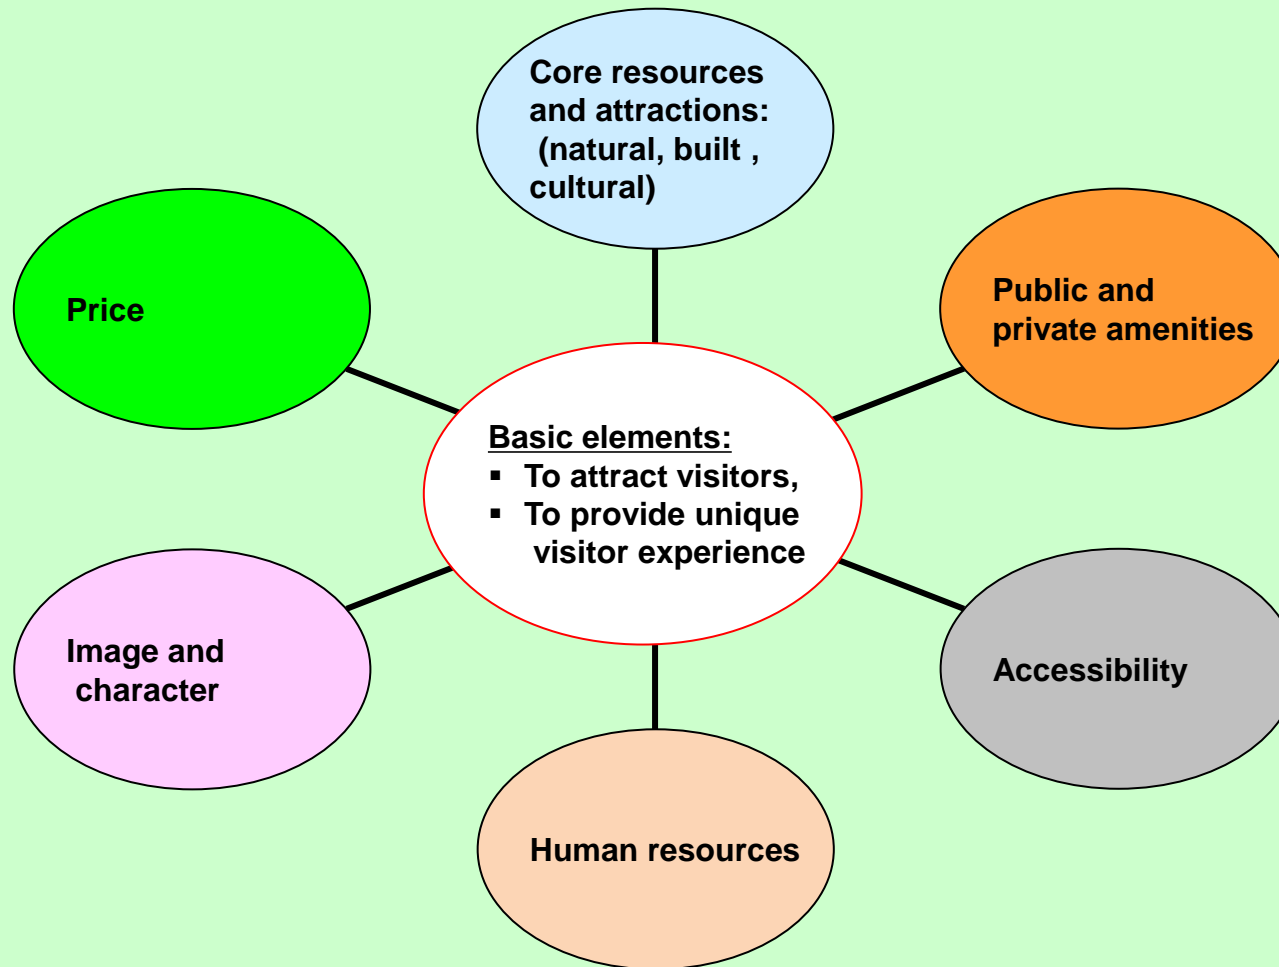 Core resources
and attractions:
(natural, built ,
cultural)
Price
Public and
private amenities
Basic elements:
▪ To attract visitors,
▪ To provide unique
visitor experience
Image and
character
Accessibility
Human resources